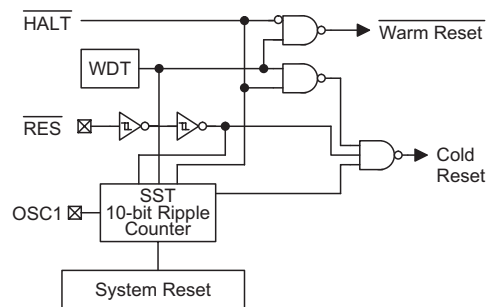 HALT
Warm Reset
WDT
RES
Cold
Reset
SST
10-bit Ripple
Counter
OSC1
System Reset